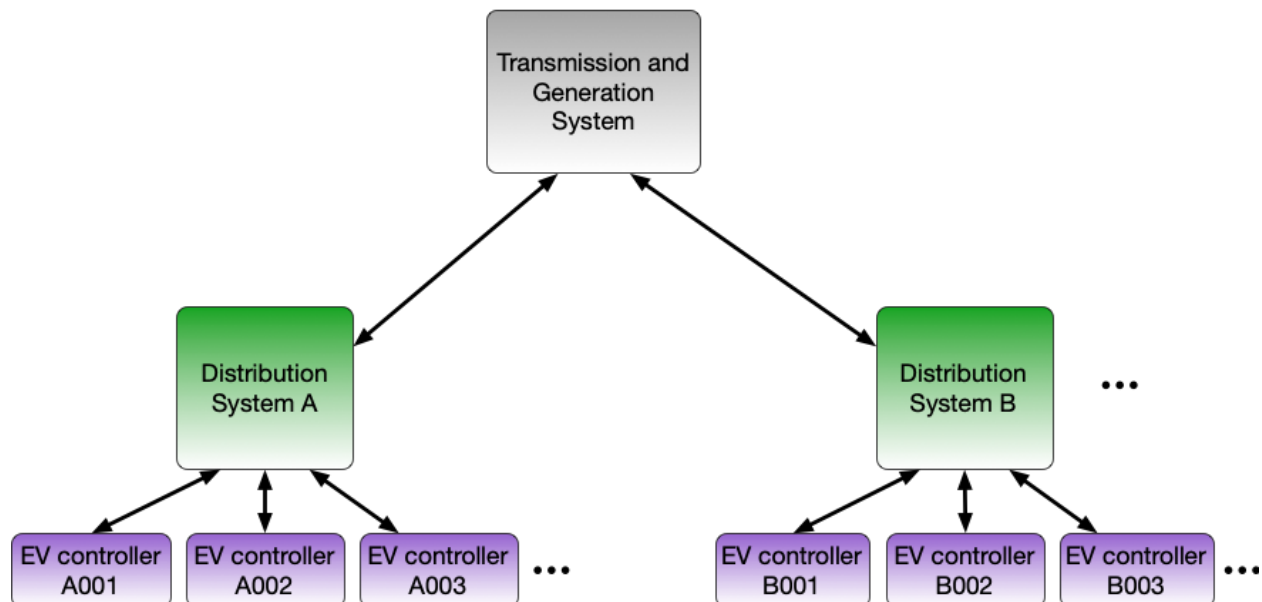 Transmission and
Generation
System
Distribution
System A
Distribution
System B
...
EV controller
A001
EV controller
A002
EV controller
A003
...
EV controller
B001
EV controller
B002
EV controller
B003
...